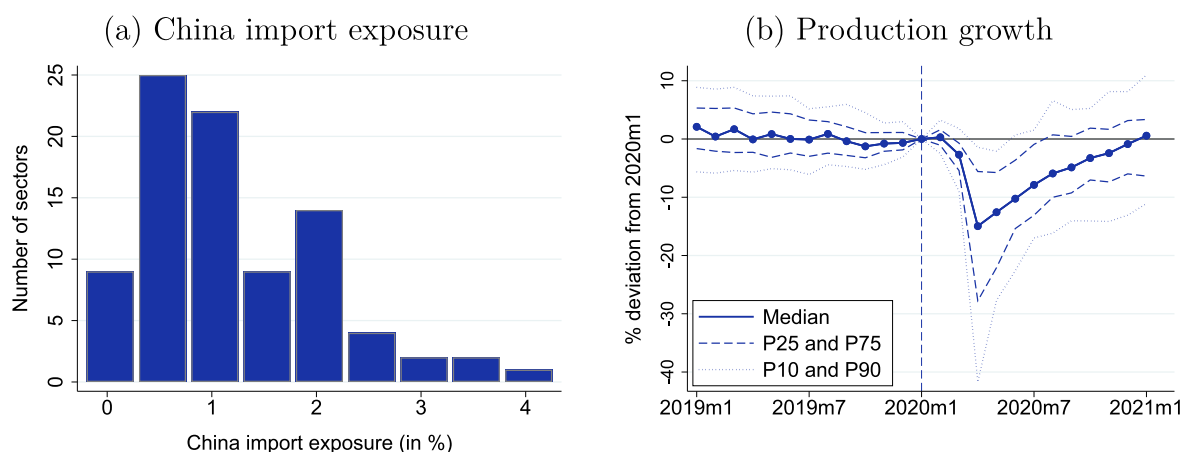 (a) China import exposure
25
20
15
10
5
0
Number of sectors
0 1 2 3 4
China import exposure (in %)
(b) Production growth
10
0
-10
-20
-30
-40
% deviation from 2020m1
Median
P25 and P75
P10 and P90
2019m1 2019m7 2020m1 2020m7 2021m1